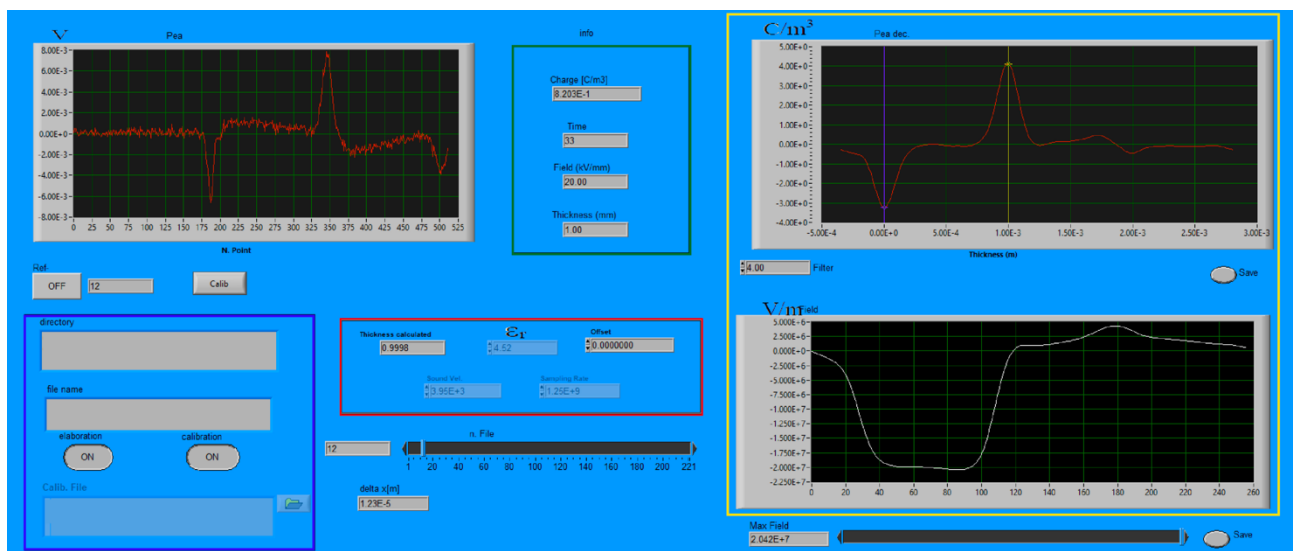 V
Pea
8.00E-3
6.00E-3
4.00E-3
2.00E-3
0.00E+0
-2.00E-3
-4.00E-3
-6.00E-3
-8.00E-3
0 25 50 75 100 125 150 175 200 225 250 275 300 325 350 375 400 425 450 475 500 525
N. Point
info
Charge [C/m3]
8.203E-1
Time
33
Field (kV/mm)
20.00
Thickness (mm)
1.00
C/m³
Pea dec.
5.00E+0
4.00E+0
3.00E+0
2.00E+0
1.00E+0
0.00E+0
-1.00E+0
-2.00E+0
-3.00E+0
-4.00E+0
-5.00E-4 0.00E+0 5.00E-4 1.00E-3 1.50E-3 2.00E-3 2.50E-3 3.00E-3
Thickness (m)
4.00 Filter
Save
Ref-
OFF
12
Calib
directory
file name
elaboration calibration
ON ON
Calib. File
Thickness calculated εr Offset
0.9998 4.52 0.0000000
Sound Vel. Sampling Rate
3.95E+3 1.25E+9
n. File
12
1 20 40 60 80 100 120 140 160 180 200 221
delta x[m]
1.23E-5
V/m
Field
5.000E+6
2.500E+6
0.000E+0
-2.500E+6
-5.000E+6
-7.500E+6
-1.000E+7
-1.250E+7
-1.500E+7
-1.750E+7
-2.000E+7
-2.250E+7
0 20 40 60 80 100 120 140 160 180 200 220 240 260
Max Field
2.042E+7
Save